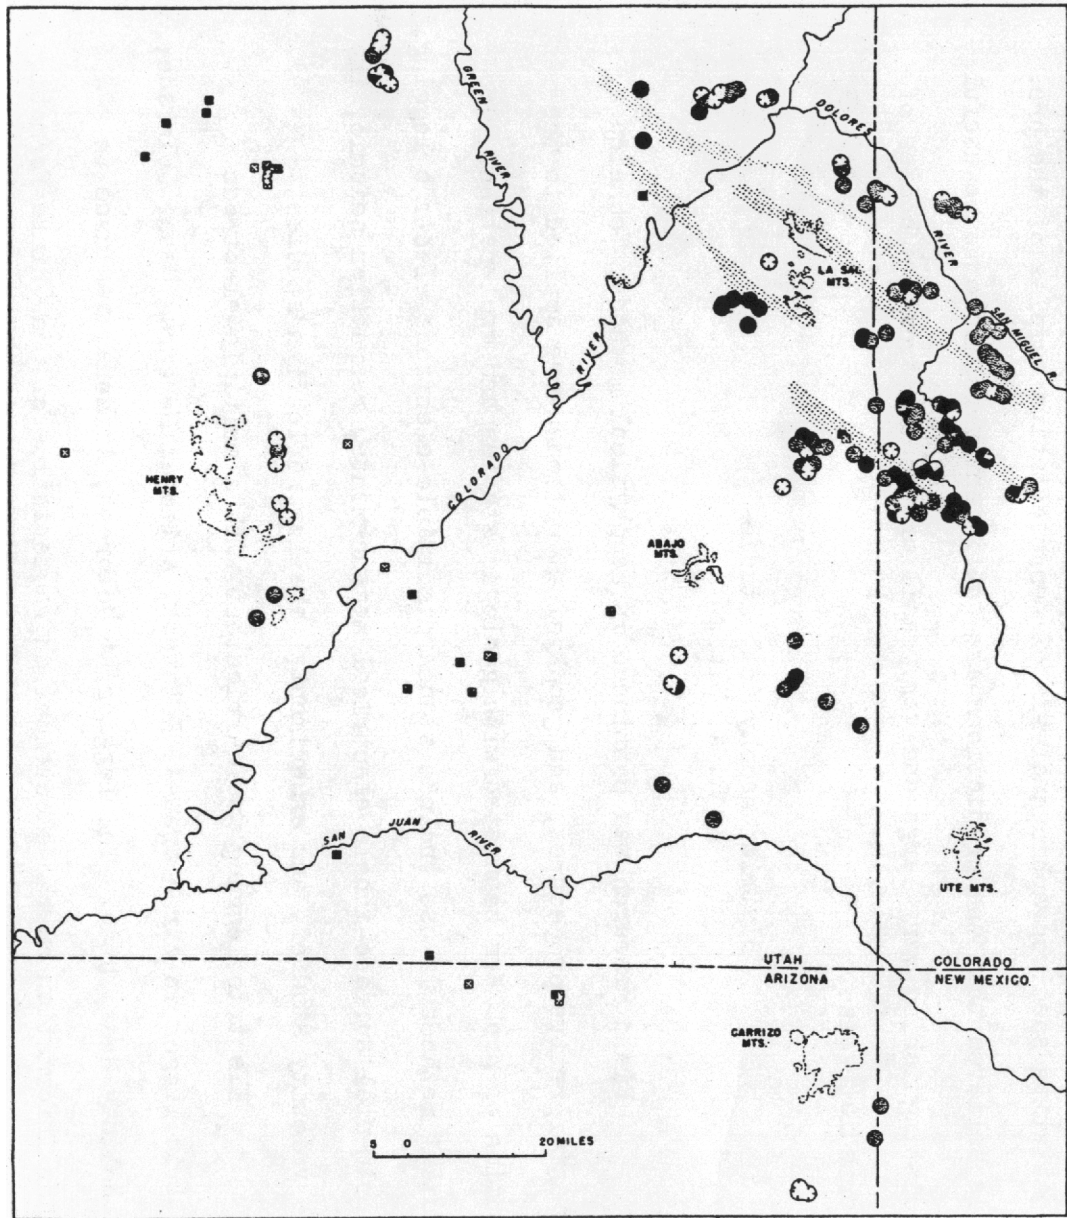 GREEN
RIVER
DOLORES
RIVER
LA SAL
MTS.
SAN MIGUEL R.
RIVER
COLORADO
HENRY
MTS.
ABAJO
MTS.
SAN JUAN RIVER
UTE MTS.
UTAH
ARIZONA
COLORADO
NEW MEXICO.
CARRIZO
MTS.
5 0 20 MILES